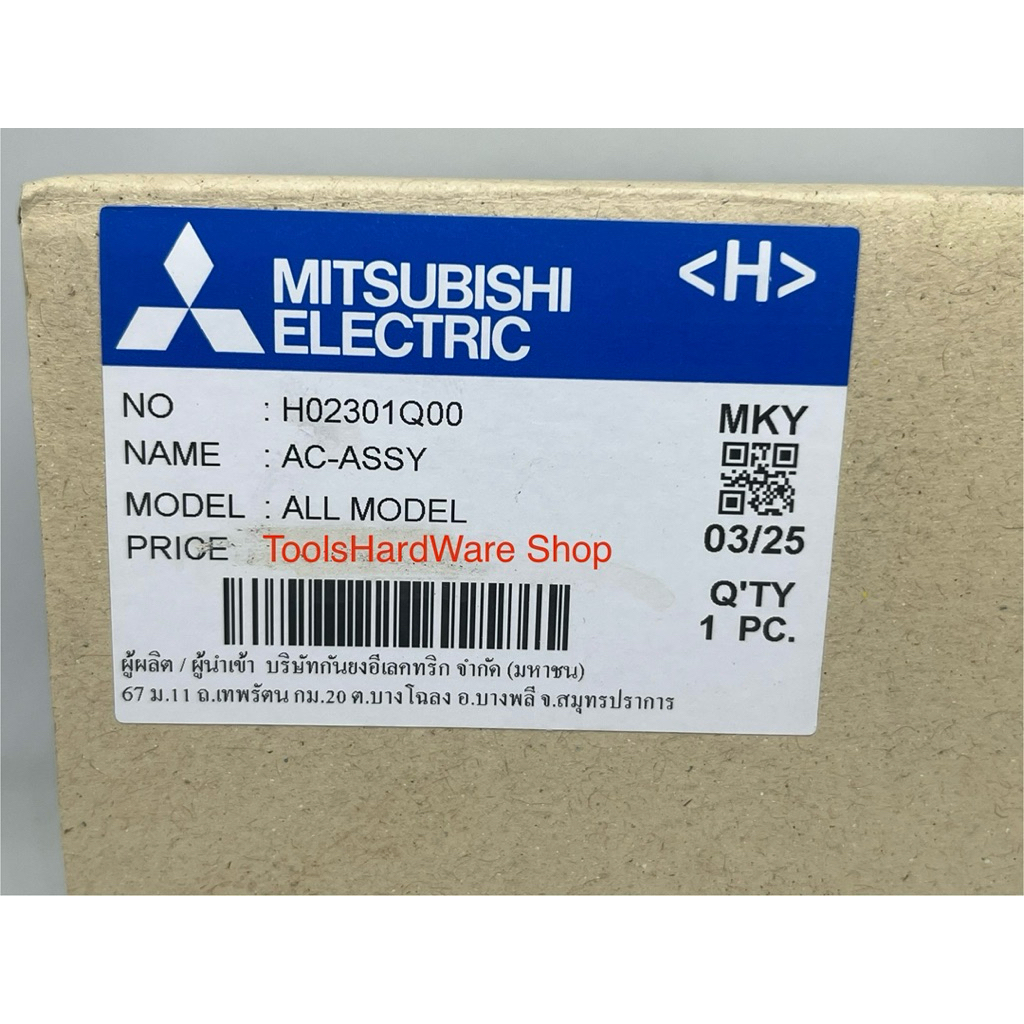 MITSUBISHI
ELECTRIC
<H>
NO : H02301Q00
NAME : AC-ASSY
MODEL : ALL MODEL
PRICE ToolsHardWare Shop
MKY
03/25
Q'TY
1 PC.
ผู้ผลิต / ผู้นำเข้า บริษัทกันยงอีเลคทริก จำกัด (มหาชน)
67 ม.11 ถ.เทพรัตน กม.20 ต.บางโฉลง อ.บางพลี จ.สมุทรปราการ